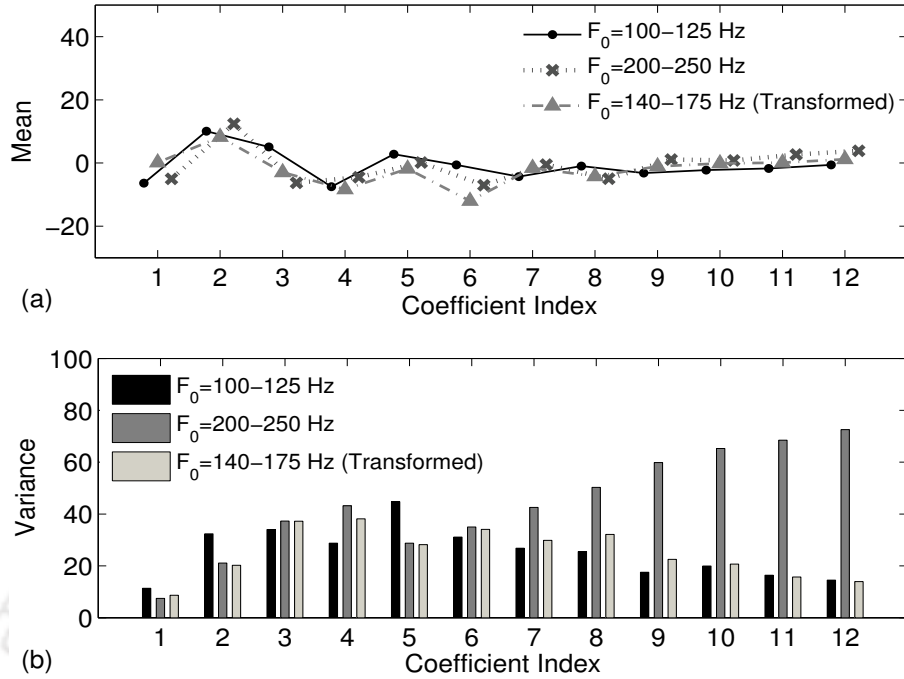 40
20
0
−20
Mean
F0=100−125 Hz
F0=200−250 Hz
F0=140−175 Hz (Transformed)
1 2 3 4 5 6 7 8 9 10 11 12
(a)
Coefficient Index
100
80
60
40
20
0
Variance
F0=100−125 Hz
F0=200−250 Hz
F0=140−175 Hz (Transformed)
1 2 3 4 5 6 7 8 9 10 11 12
(b)
Coefficient Index